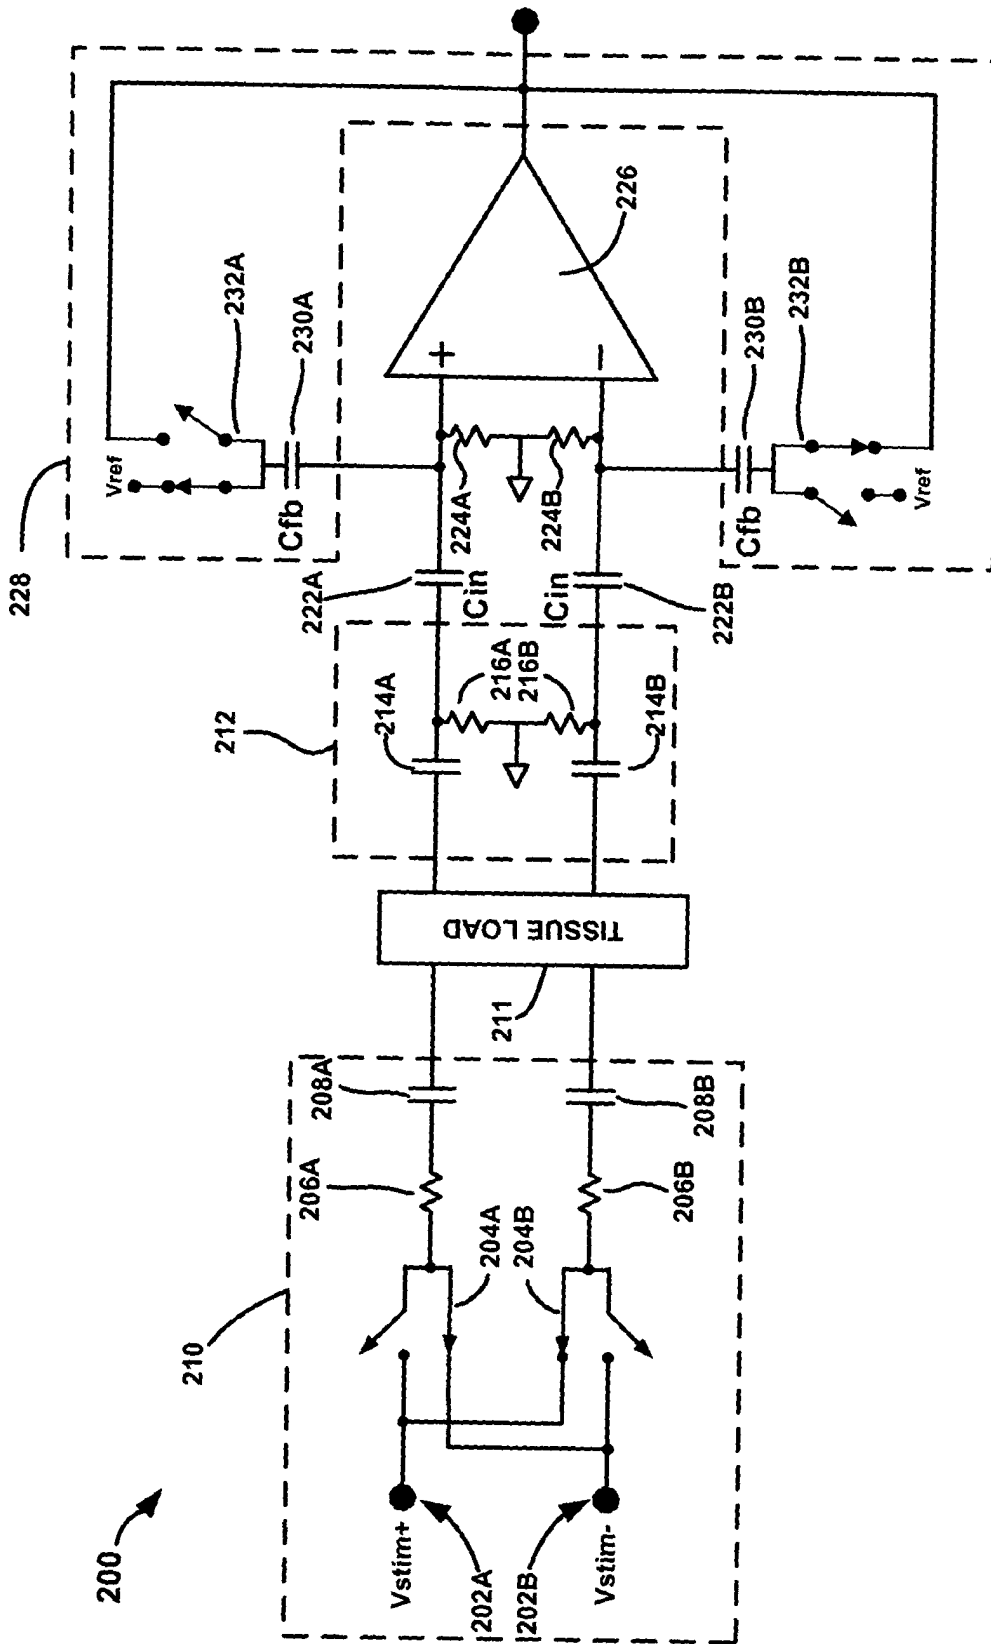 200
Vstim+
202A
202B
Vstim-
210
204A
204B
206A
206B
208A
208B
211
TISSUE LOAD
212
214A
216A
216B
214B
222A
Cin
Cin
222B
224A
224B
228
Vref
Cfb
232A
230A
+
-
226
Cfb
230B
232B
Vref